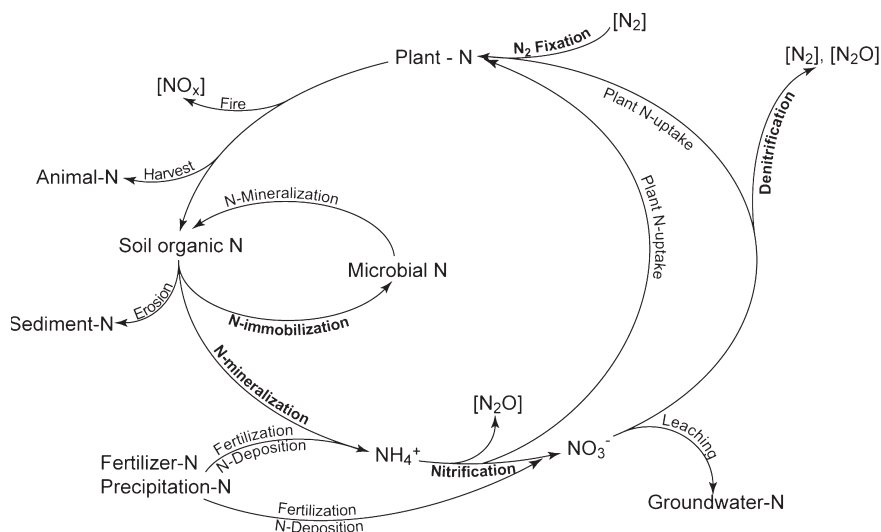 [N₂]
N₂ Fixation
Plant - N
[N₂], [N₂O]
[NOₓ]
Fire
Plant N-uptake
Denitrification
Animal-N
Harvest
N-Mineralization
Plant N-uptake
Soil organic N
Microbial N
Erosion
Sediment-N
N-immobilization
N-mineralization
[N₂O]
Fertilization
N-Deposition
NH₄⁺
Nitrification
NO₃⁻
Leaching
Fertilizer-N
Precipitation-N
Fertilization
N-Deposition
Groundwater-N